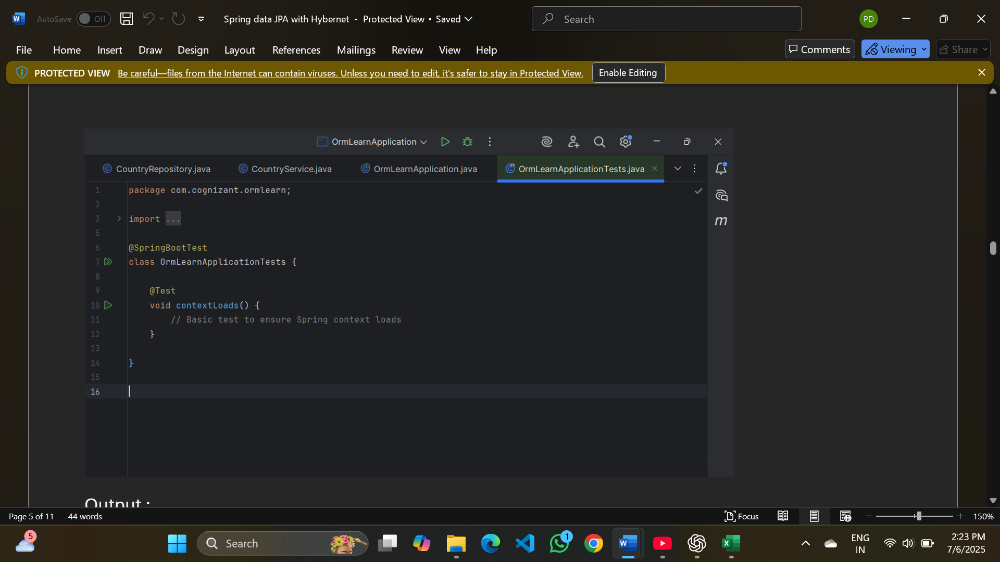 AutoSave Off Spring data JPA with Hybernet - Protected View • Saved Search PD
File Home Insert Draw Design Layout References Mailings Review View Help Comments Viewing Share
PROTECTED VIEW Be careful—files from the Internet can contain viruses. Unless you need to edit, it's safer to stay in Protected View. Enable Editing
OrmLearnApplication
CountryRepository.java CountryService.java OrmLearnApplication.java OrmLearnApplicationTests.java
1 package com.cognizant.ormlearn;
2
3 import ...
5
6 @SpringBootTest
7 class OrmLearnApplicationTests {
8
9 @Test
10 void contextLoads() {
11 // Basic test to ensure Spring context loads
12 }
13
14 }
15
16
Output :
Page 5 of 11 44 words Focus 150%
5 Search 1 ENG 2:23 PM
IN 7/6/2025